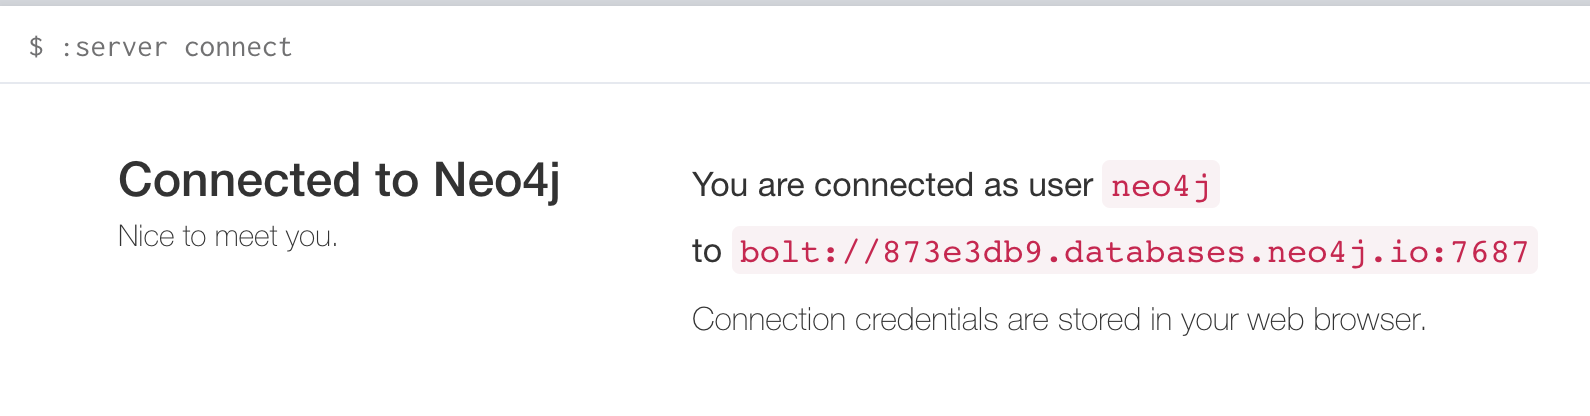 $ :server connect
Connected to Neo4j
Nice to meet you.
You are connected as user neo4j
to bolt://873e3db9.databases.neo4j.io:7687
Connection credentials are stored in your web browser.